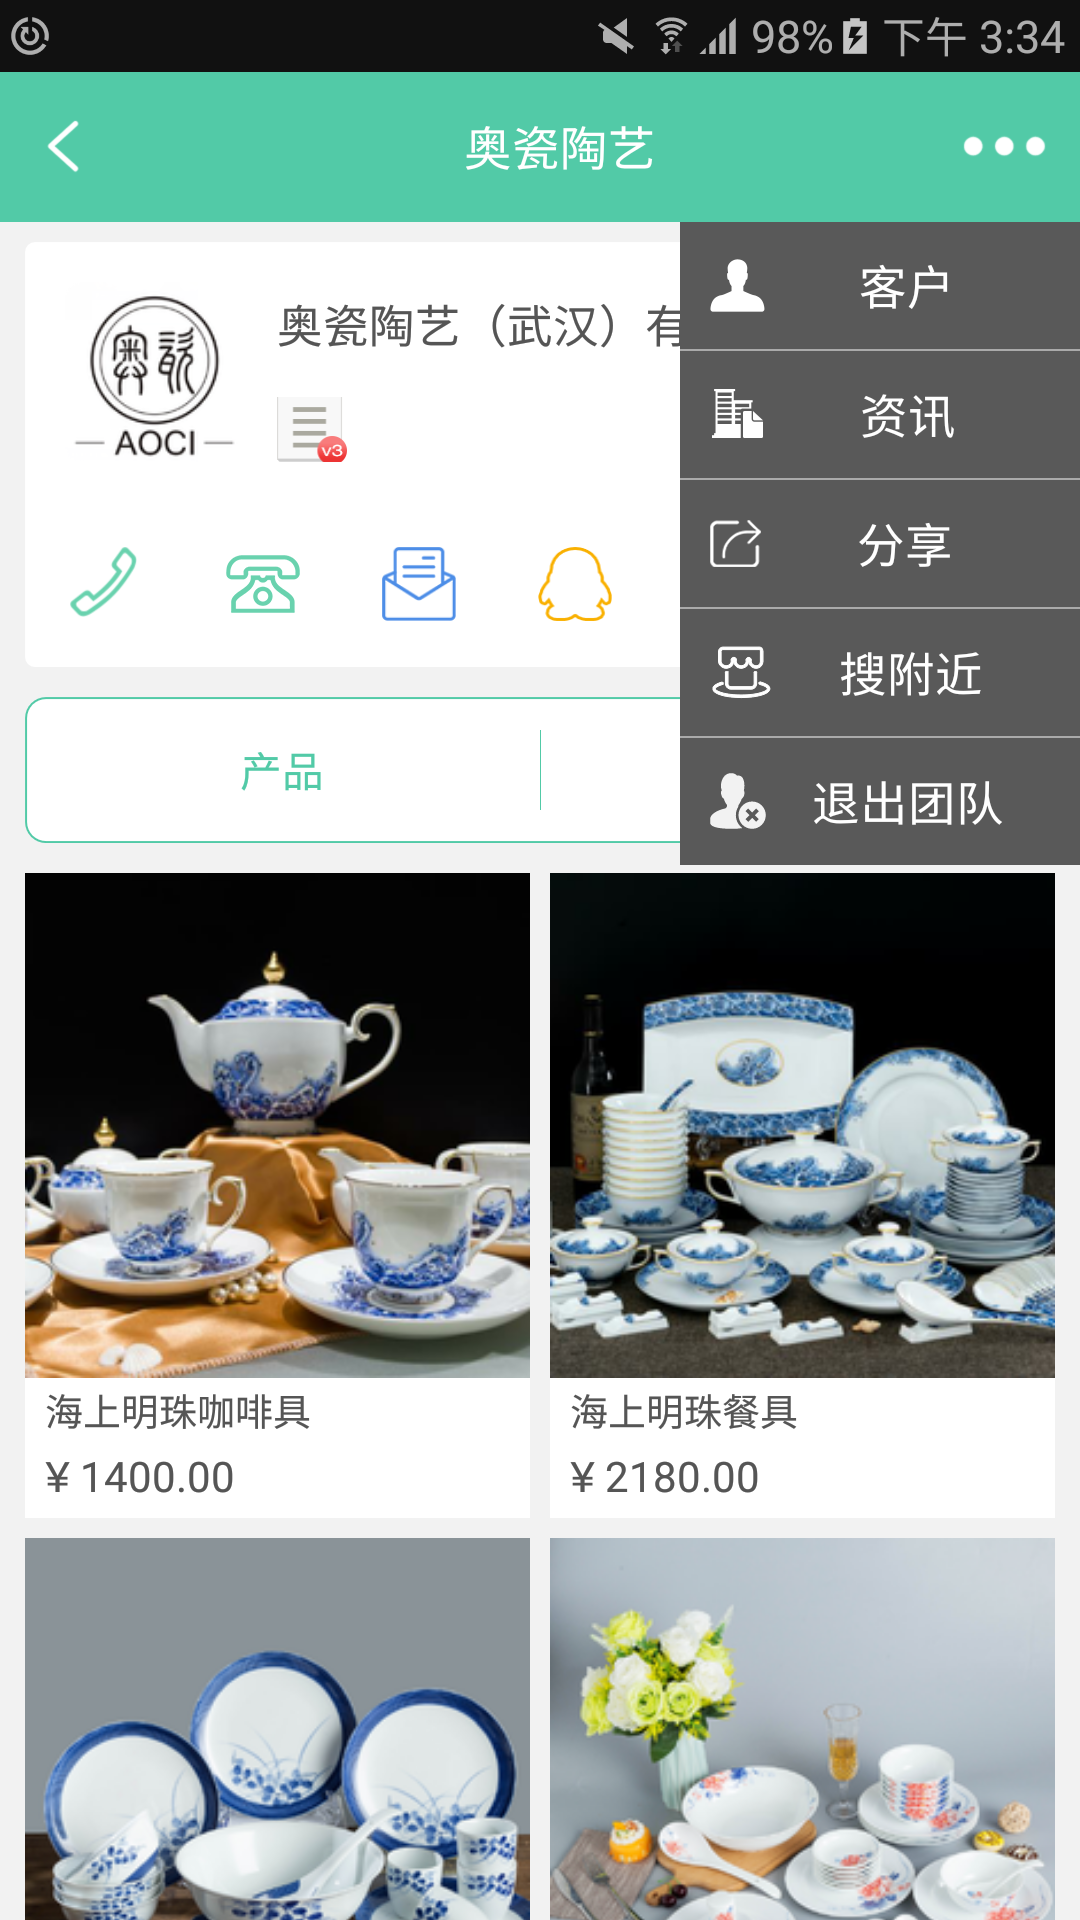 98% 下午 3:34
奥瓷陶艺
客户
资讯
分享
搜附近
退出团队
奥瓷
AOCI
奥瓷陶艺（武汉）有
v3
产品
海上明珠咖啡具
¥ 1400.00
海上明珠餐具
¥ 2180.00